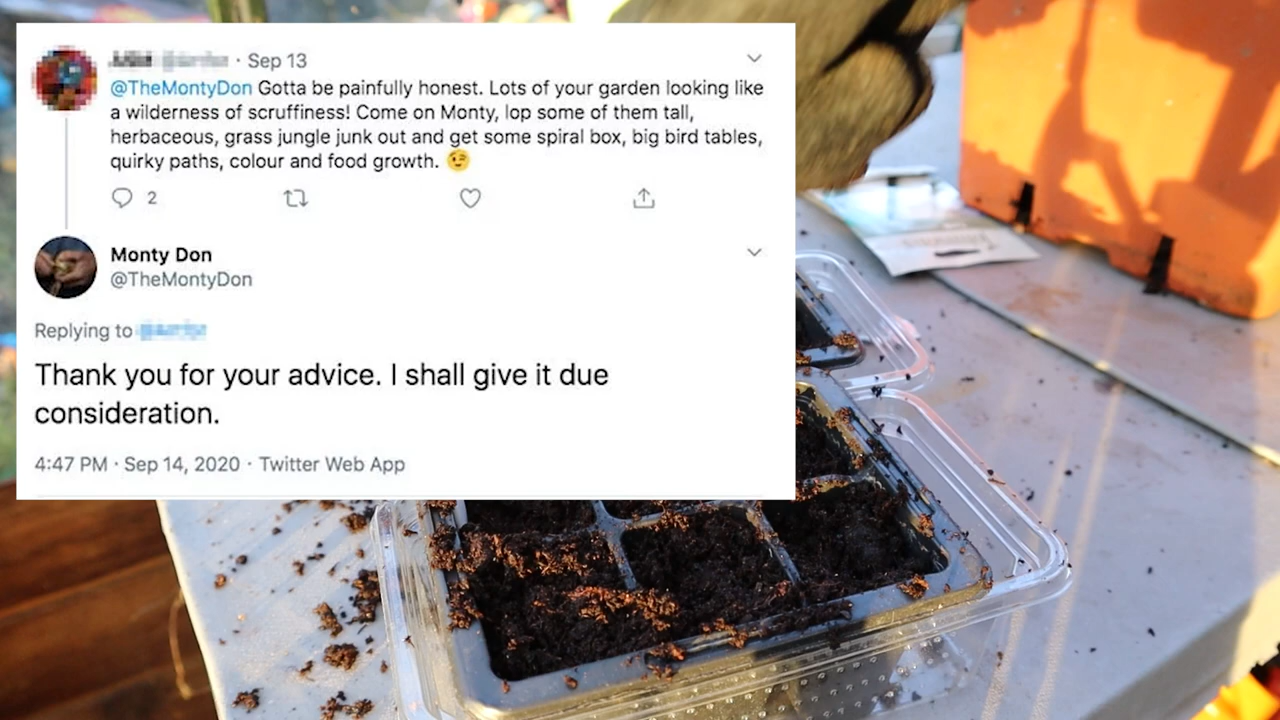 · Sep 13
@TheMontyDon Gotta be painfully honest. Lots of your garden looking like
a wilderness of scruffiness! Come on Monty, lop some of them tall,
herbaceous, grass jungle junk out and get some spiral box, big bird tables,
quirky paths, colour and food growth. 😉
2
Monty Don
@TheMontyDon
Replying to
Thank you for your advice. I shall give it due
consideration.
4:47 PM · Sep 14, 2020 · Twitter Web App